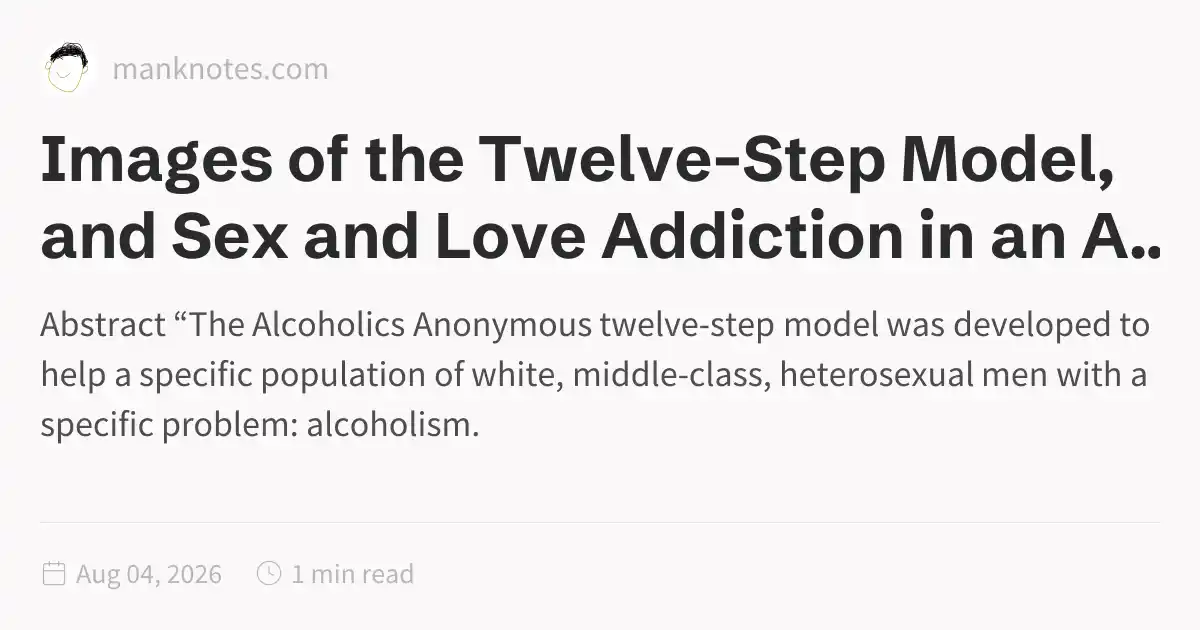 manknotes.com
Images of the Twelve-Step Model,
and Sex and Love Addiction in an A..
Abstract “The Alcoholics Anonymous twelve-step model was developed to
help a specific population of white, middle-class, heterosexual men with a
specific problem: alcoholism.
Aug 04, 2026 1 min read